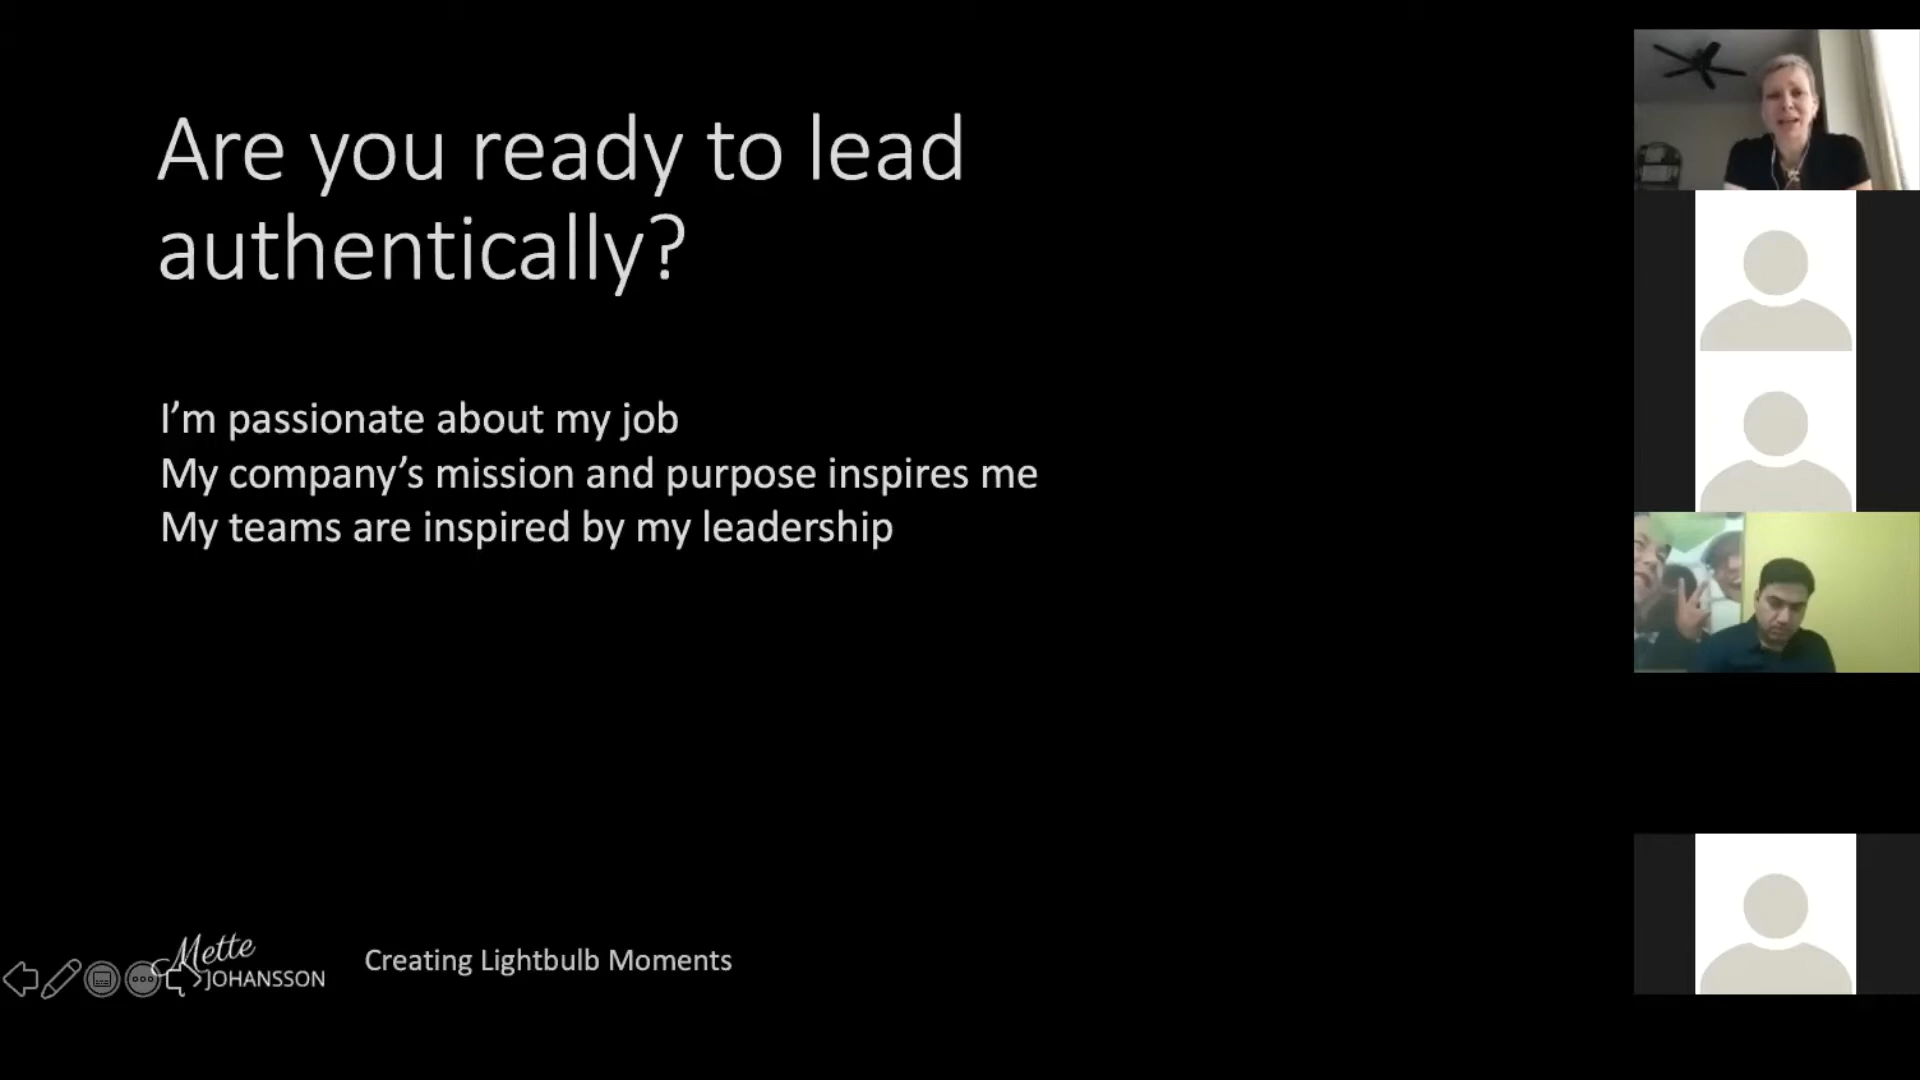 Are you ready to lead
authentically?
I’m passionate about my job
My company’s mission and purpose inspires me
My teams are inspired by my leadership
Mette
JOHANSSON
Creating Lightbulb Moments